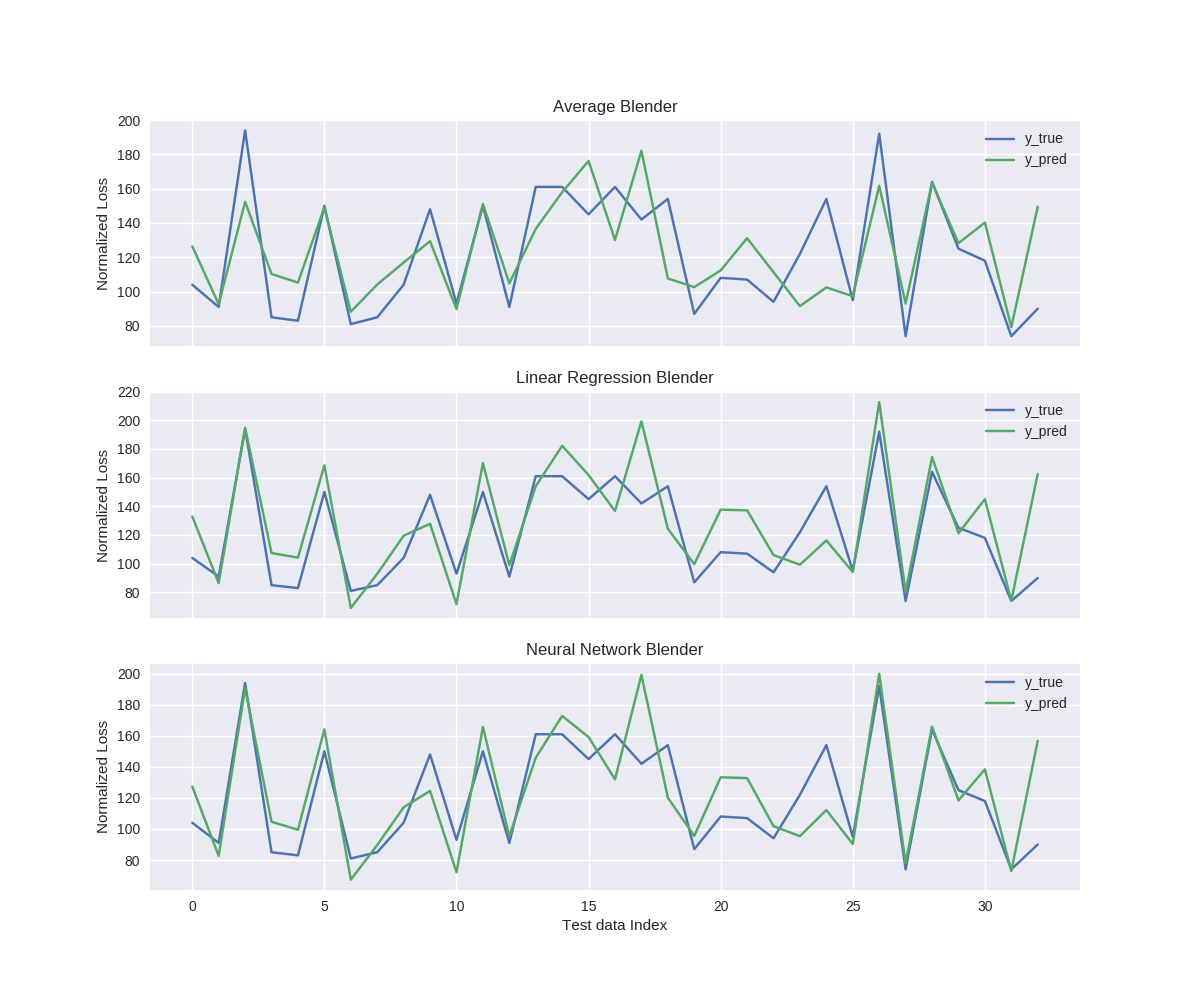 Average Blender
200
180
160
140
120
100
80
Normalized Loss
y_true
y_pred
Linear Regression Blender
220
200
180
160
140
120
100
80
Normalized Loss
y_true
y_pred
Neural Network Blender
200
180
160
140
120
100
80
Normalized Loss
y_true
y_pred
0 5 10 15 20 25 30
Test data Index